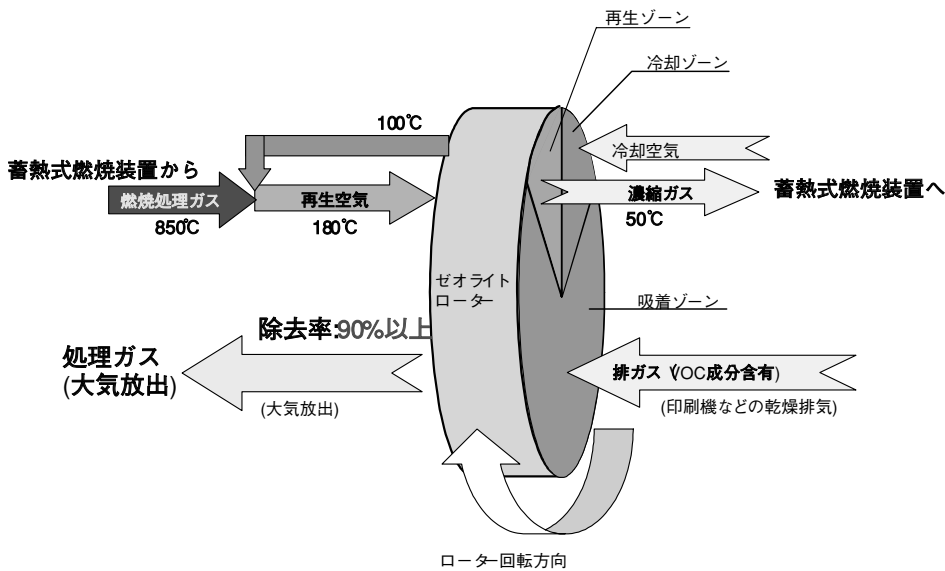 再生ゾーン
冷却ゾーン
100℃
冷却空気
蓄熱式燃焼装置から
燃焼処理ガス
再生空気
濃縮ガス
蓄熱式燃焼装置へ
850℃
180℃
50℃
ゼオライト
ローター
吸着ゾーン
除去率:90%以上
処理ガス
(大気放出)
排ガス (VOC成分含有)
(大気放出)
(印刷機などの乾燥排気)
ローター回転方向